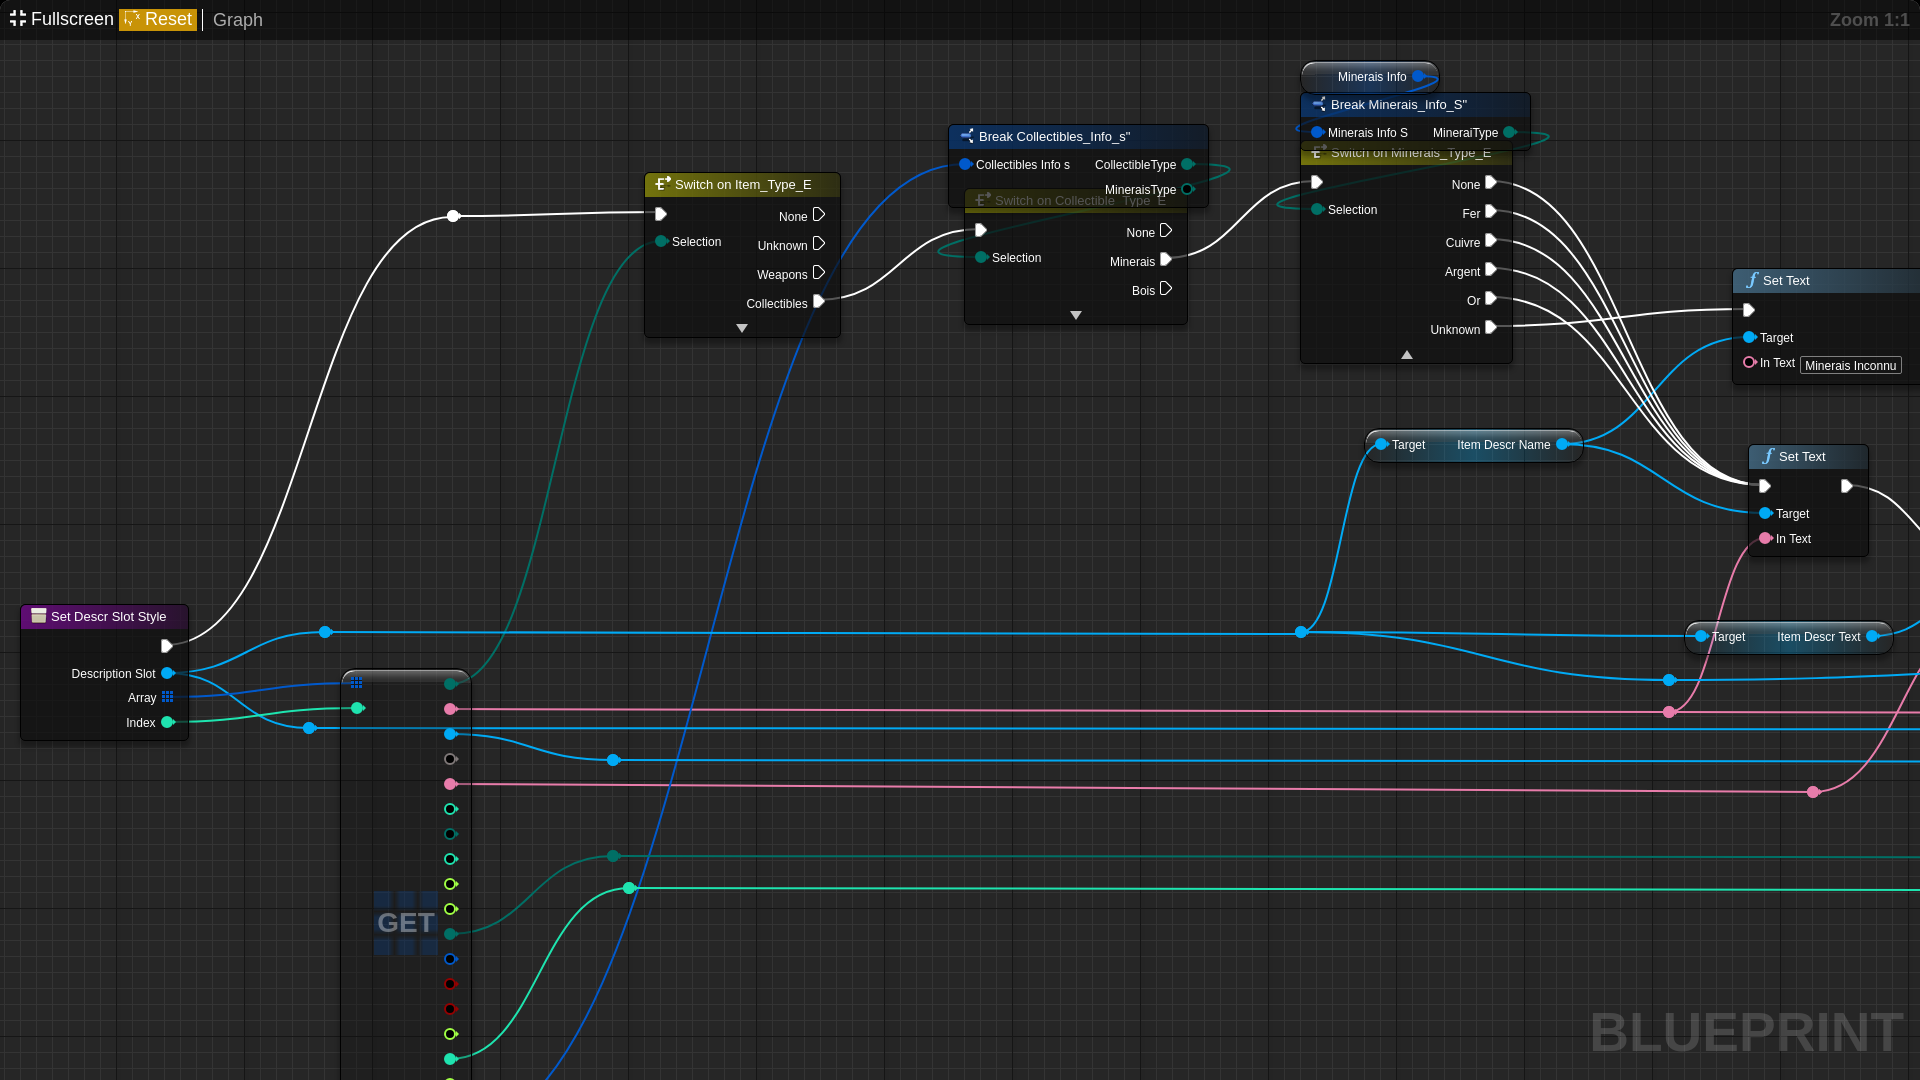 Fullscreen Reset Graph
Zoom 1:1
Set Descr Slot Style
Description Slot
Array
Index
GET
Switch on Item_Type_E
None
Selection
Unknown
Weapons
Collectibles
Break Collectibles_Info_s"
Collectibles Info s CollectibleType
MineraisType
Switch on Collectible_Type_E
None
Selection
Minerais
Bois
Minerais Info
Break Minerais_Info_S"
Minerais Info S MineraiType
Switch on Minerais_Type_E
None
Selection
Fer
Cuivre
Argent
Or
Unknown
Set Text
Target
In Text Minerais Inconnu
Target Item Descr Name
Set Text
Target
In Text
Target Item Descr Text
BLUEPRINT